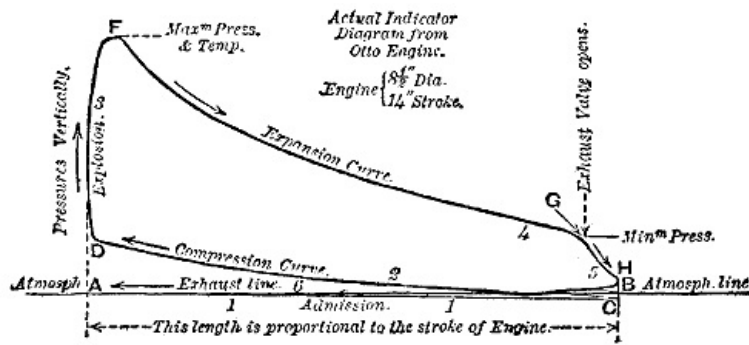 Actual Indicator
Diagram from
Otto Engine.
Engine { 8½" Dia.
14" Stroke.
F
Maxᵐ Press.
& Temp.
Exhaust Valve opens.
Pressures Vertically.
Explosion. 3
Expansion Curve.
G
4
Minᵐ Press.
D
Compression Curve.
2
5
H
Atmosph A
Exhaust line. 6
B Atmosph. line
1 Admission. 1
C
This length is proportional to the stroke of Engine.